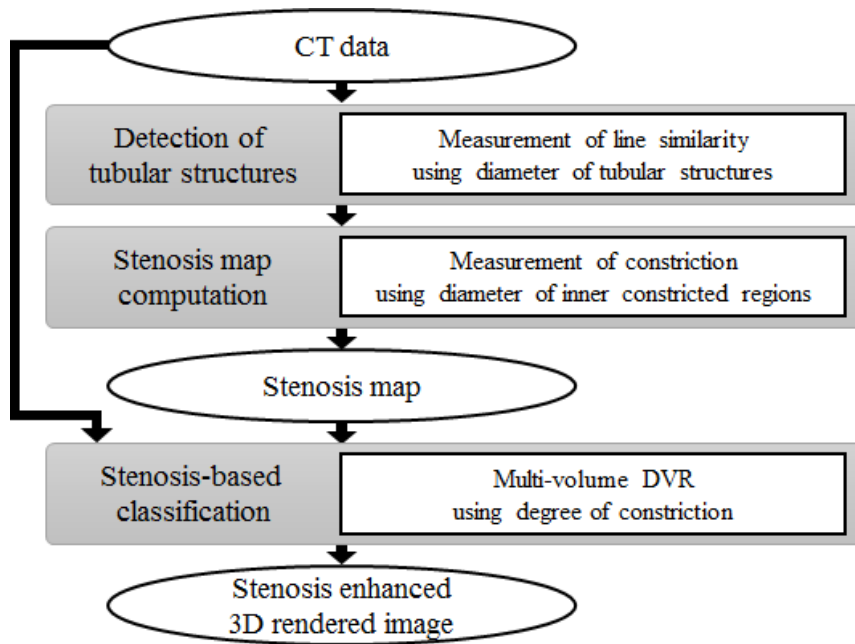 CT data
Detection of
tubular structures
Measurement of line similarity
using diameter of tubular structures
Stenosis map
computation
Measurement of constriction
using diameter of inner constricted regions
Stenosis map
Stenosis-based
classification
Multi-volume DVR
using degree of constriction
Stenosis enhanced
3D rendered image